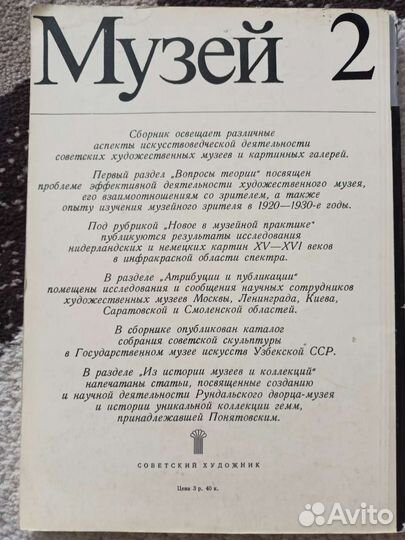 Музей 2
Сборник освещает различные
аспекты искусствоведческой деятельности
советских художественных музеев и картинных галерей.
Первый раздел „Вопросы теории“ посвящен
проблеме эффективной деятельности художественного музея,
его взаимоотношениям со зрителем, а также
опыту изучения музейного зрителя в 1920—1930-е годы.
Под рубрикой „Новое в музейной практике“
публикуются результаты исследования
нидерландских и немецких картин XV—XVI веков
в инфракрасной области спектра.
В разделе „Атрибуции и публикации“
помещены исследования и сообщения научных сотрудников
художественных музеев Москвы, Ленинграда, Киева,
Саратовской и Смоленской областей.
В сборнике опубликован каталог
собрания советской скульптуры
в Государственном музее искусств Узбекской ССР.
В разделе „Из истории музеев и коллекций“
напечатаны статьи, посвященные созданию
и научной деятельности Рундальского дворца-музея
и истории уникальной коллекции гемм,
принадлежавшей Понятовским.
СОВЕТСКИЙ ХУДОЖНИК
Цена 3 р. 40 к.
Avito